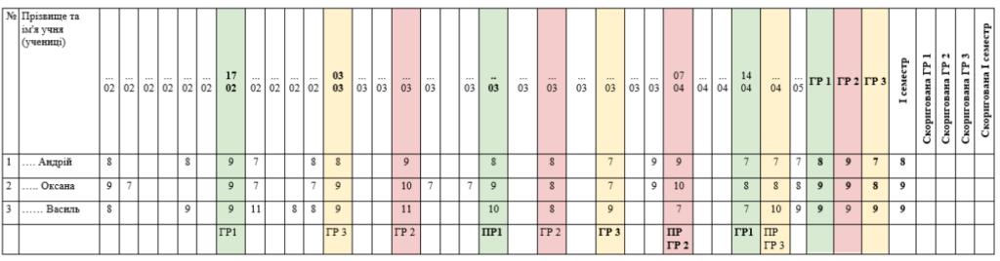 № Прізвище та
ім'я учня
(учениці)
... ... ... ... ... ... 17 ... ... ... ... 03 ... ... ... ... ... .. ... ... ... ... ... ... 07 ... ... 14 ... ...
02 02 02 02 02 02 02 02 02 02 02 03 03 03 03 03 03 03 03 03 03 03 03 03 04 04 04 04 04 05
ГР 1 ГР 2 ГР 3
І семестр
Скоригована ГР 1
Скоригована ГР 2
Скоригована ГР 3
Скоригована І семестр
1 …. Андрій 8 8 9 7 8 8 9 8 8 7 9 9 7 7 7 8 9 7 8
2 ….. Оксана 9 7 9 7 7 9 10 7 7 9 8 7 9 10 8 8 8 9 9 8 9
3 …… Василь 8 9 9 11 8 8 9 11 10 8 9 7 7 10 9 9 9 9 9
ГР1 ГР 3 ГР 2 ПР1 ГР 2 ГР 3 ПР ГР1 ПР
ГР 2 ГР 3